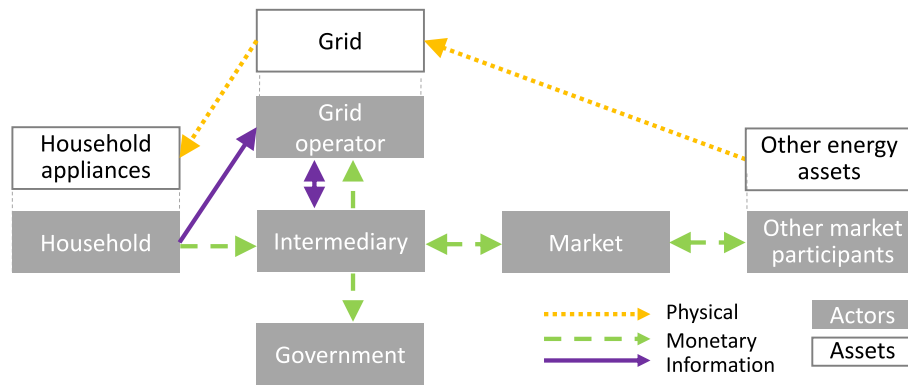 Grid
Grid
operator
Household
appliances
Other energy
assets
Household
Intermediary
Market
Other market
participants
Government
Physical
Monetary
Information
Actors
Assets